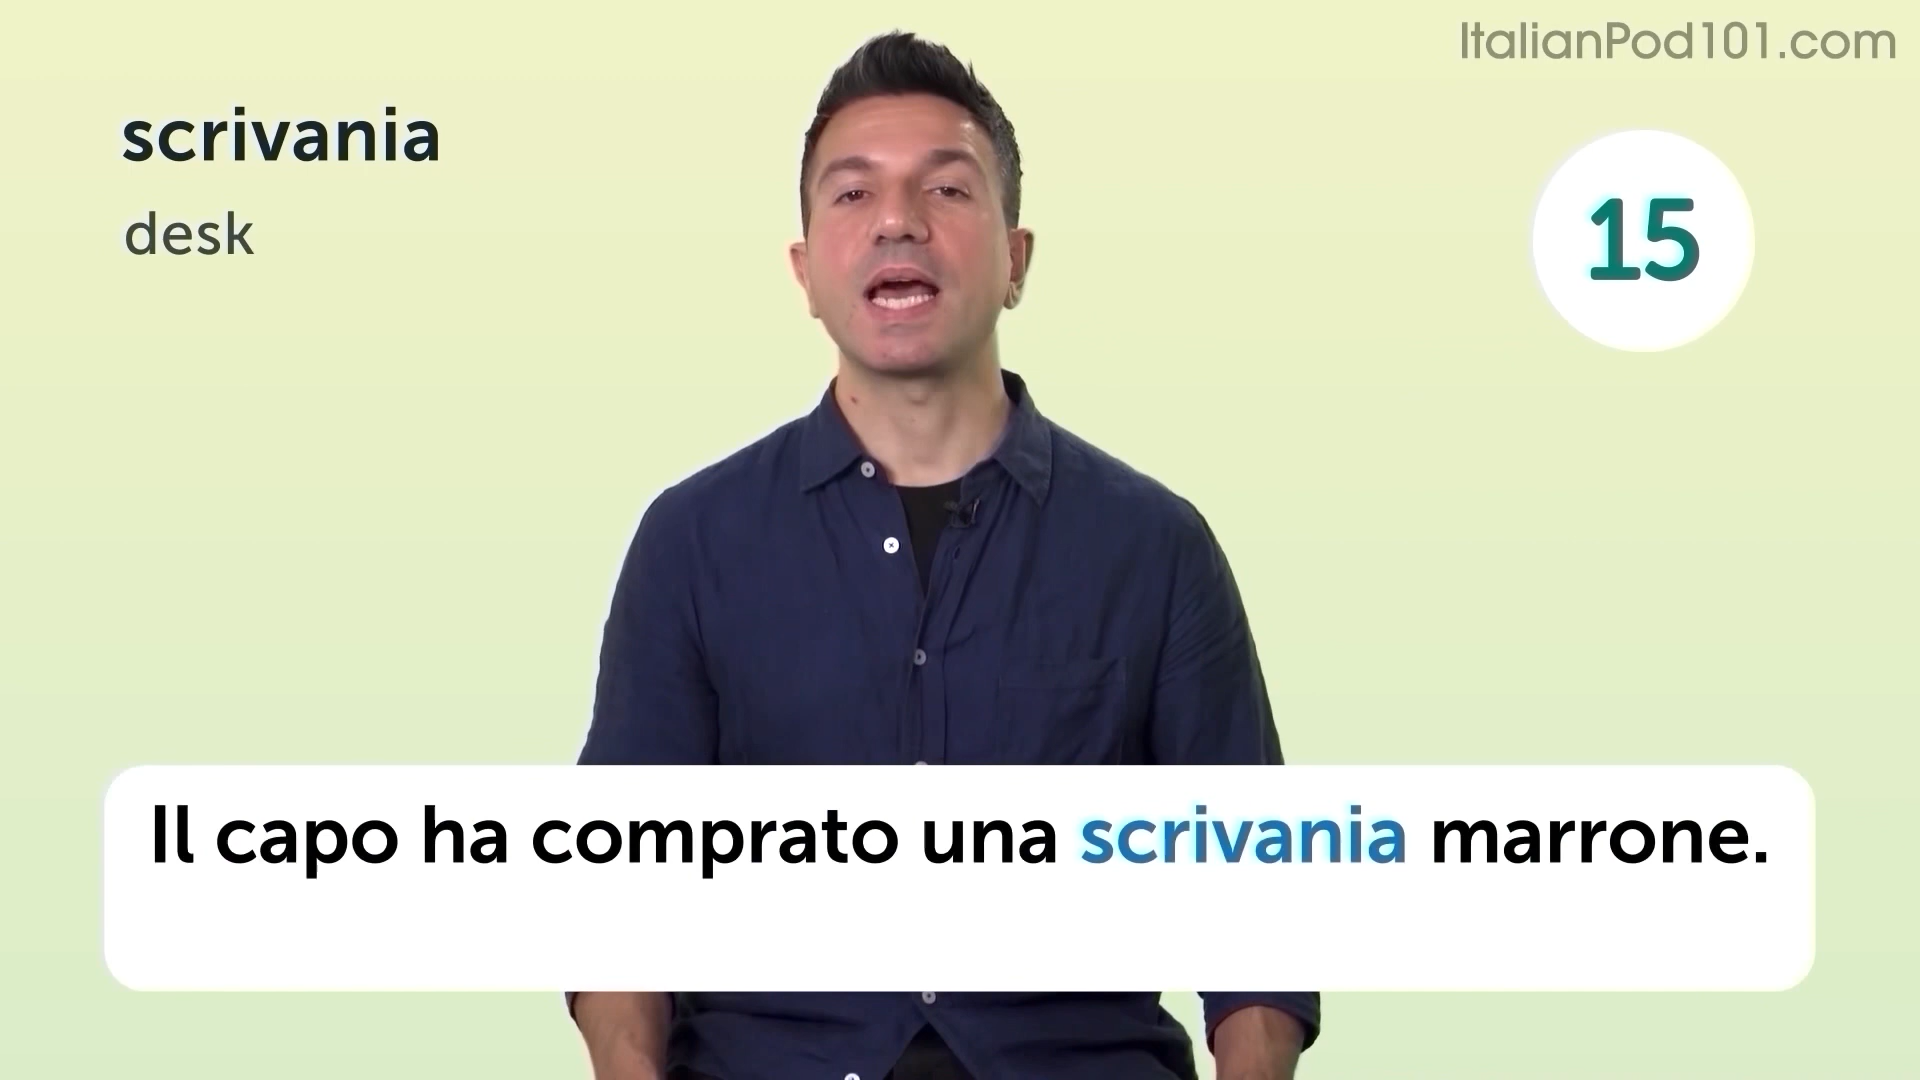 ItalianPod101.com
scrivania
desk
15
Il capo ha comprato una scrivania marrone.